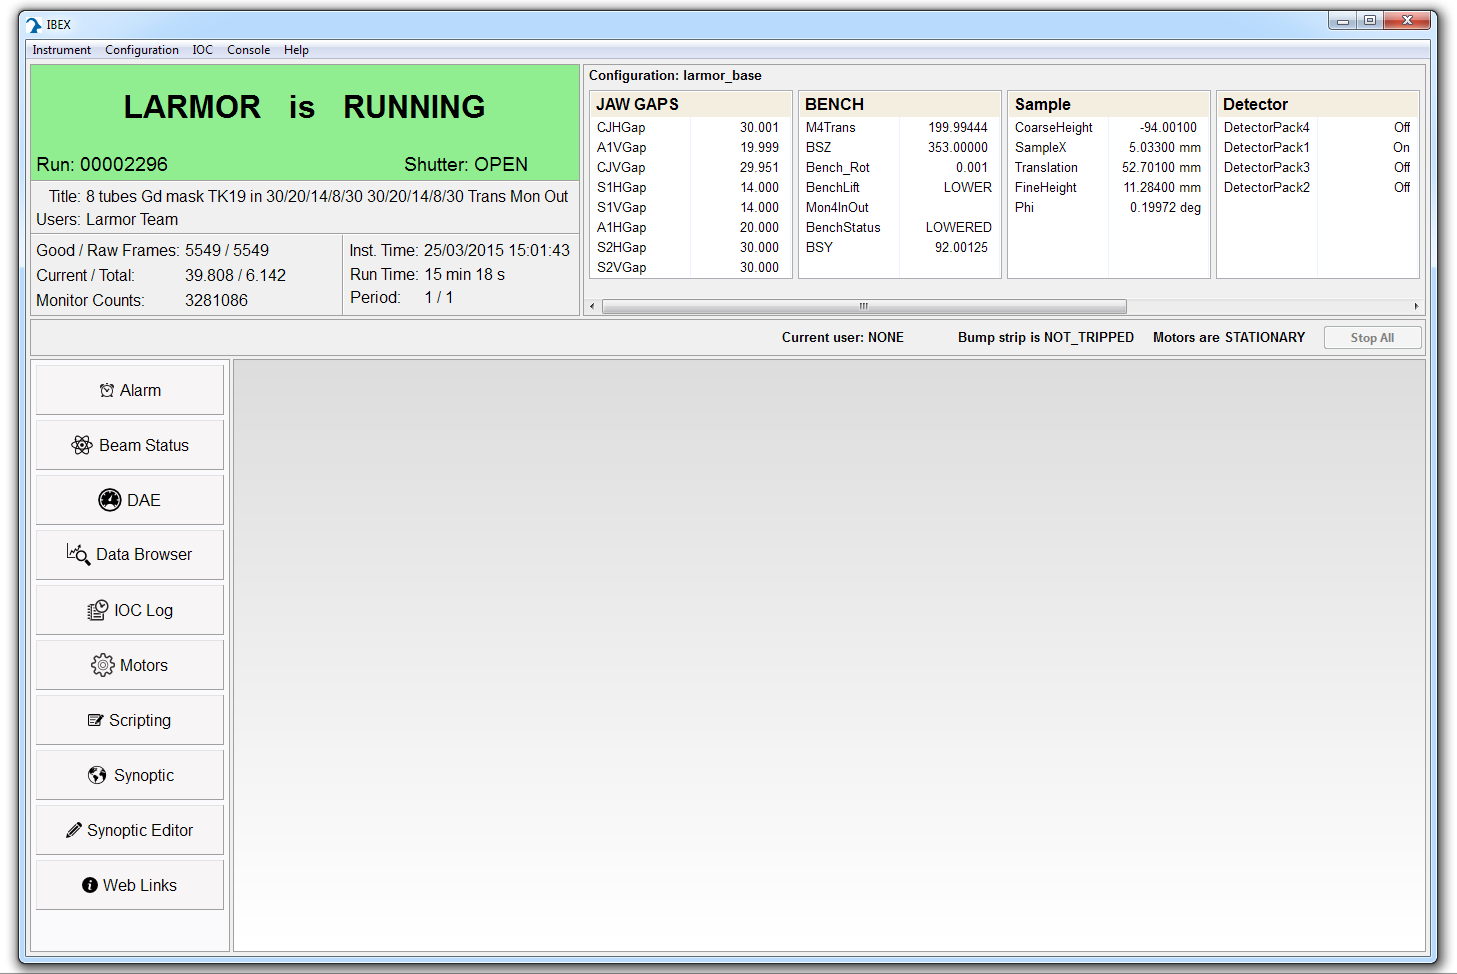 IBEX
Instrument Configuration IOC Console Help
LARMOR is RUNNING
Run: 00002296 Shutter: OPEN
Title: 8 tubes Gd mask TK19 in 30/20/14/8/30 30/20/14/8/30 Trans Mon Out
Users: Larmor Team
Good / Raw Frames: 5549 / 5549
Current / Total: 39.808 / 6.142
Monitor Counts: 3281086
Inst. Time: 25/03/2015 15:01:43
Run Time: 15 min 18 s
Period: 1 / 1
Configuration: larmor_base
JAW GAPS
CJHGap 30.001
A1VGap 19.999
CJVGap 29.951
S1HGap 14.000
S1VGap 14.000
A1HGap 20.000
S2HGap 30.000
S2VGap 30.000
BENCH
M4Trans 199.99444
BSZ 353.00000
Bench_Rot 0.001
BenchLift LOWER
Mon4InOut
BenchStatus LOWERED
BSY 92.00125
Sample
CoarseHeight -94.00100
SampleX 5.03300 mm
Translation 52.70100 mm
FineHeight 11.28400 mm
Phi 0.19972 deg
Detector
DetectorPack4 Off
DetectorPack1 On
DetectorPack3 Off
DetectorPack2 Off
Current user: NONE Bump strip is NOT_TRIPPED Motors are STATIONARY Stop All
Alarm
Beam Status
DAE
Data Browser
IOC Log
Motors
Scripting
Synoptic
Synoptic Editor
Web Links